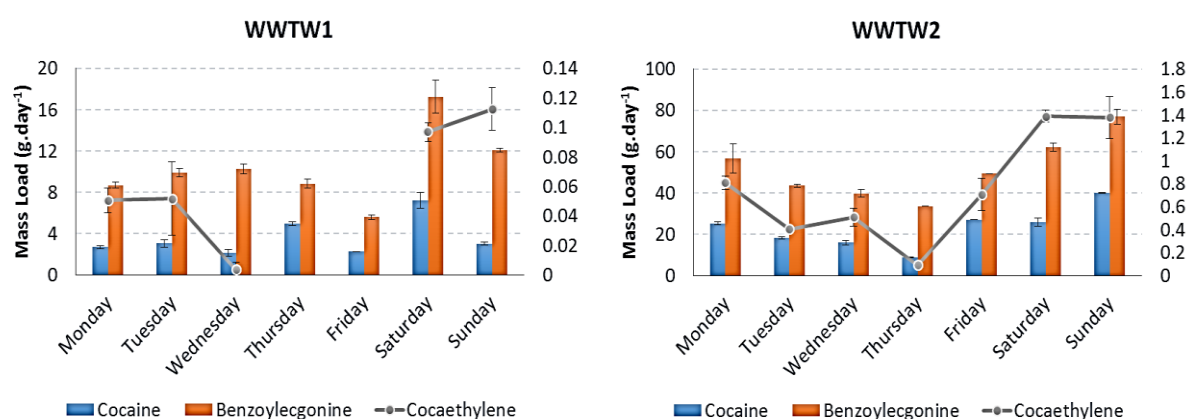 WWTW1
Mass Load (g.day-1)
20
16
12
8
4
0
0.14
0.12
0.1
0.08
0.06
0.04
0.02
0
Monday
Tuesday
Wednesday
Thursday
Friday
Saturday
Sunday
Cocaine Benzoylecgonine Cocaethylene
WWTW2
Mass Load (g.day-1)
100
80
60
40
20
0
1.8
1.6
1.4
1.2
1
0.8
0.6
0.4
0.2
0
Monday
Tuesday
Wednesday
Thursday
Friday
Saturday
Sunday
Cocaine Benzoylecgonine Cocaethylene